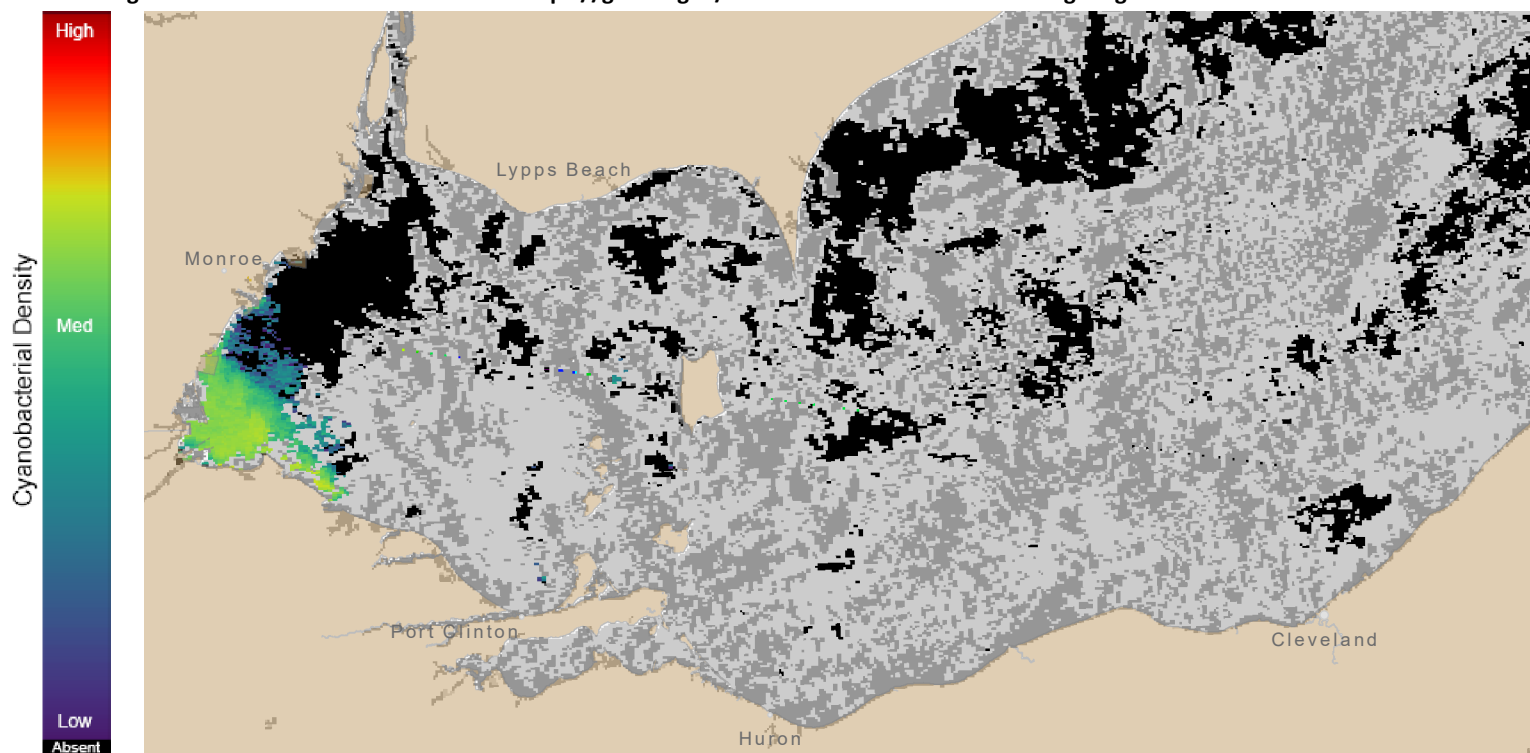 High
Med
Low
Absent
Cyanobacterial Density
Lypps Beach
Monroe
Port Clinton
Cleveland
Huron